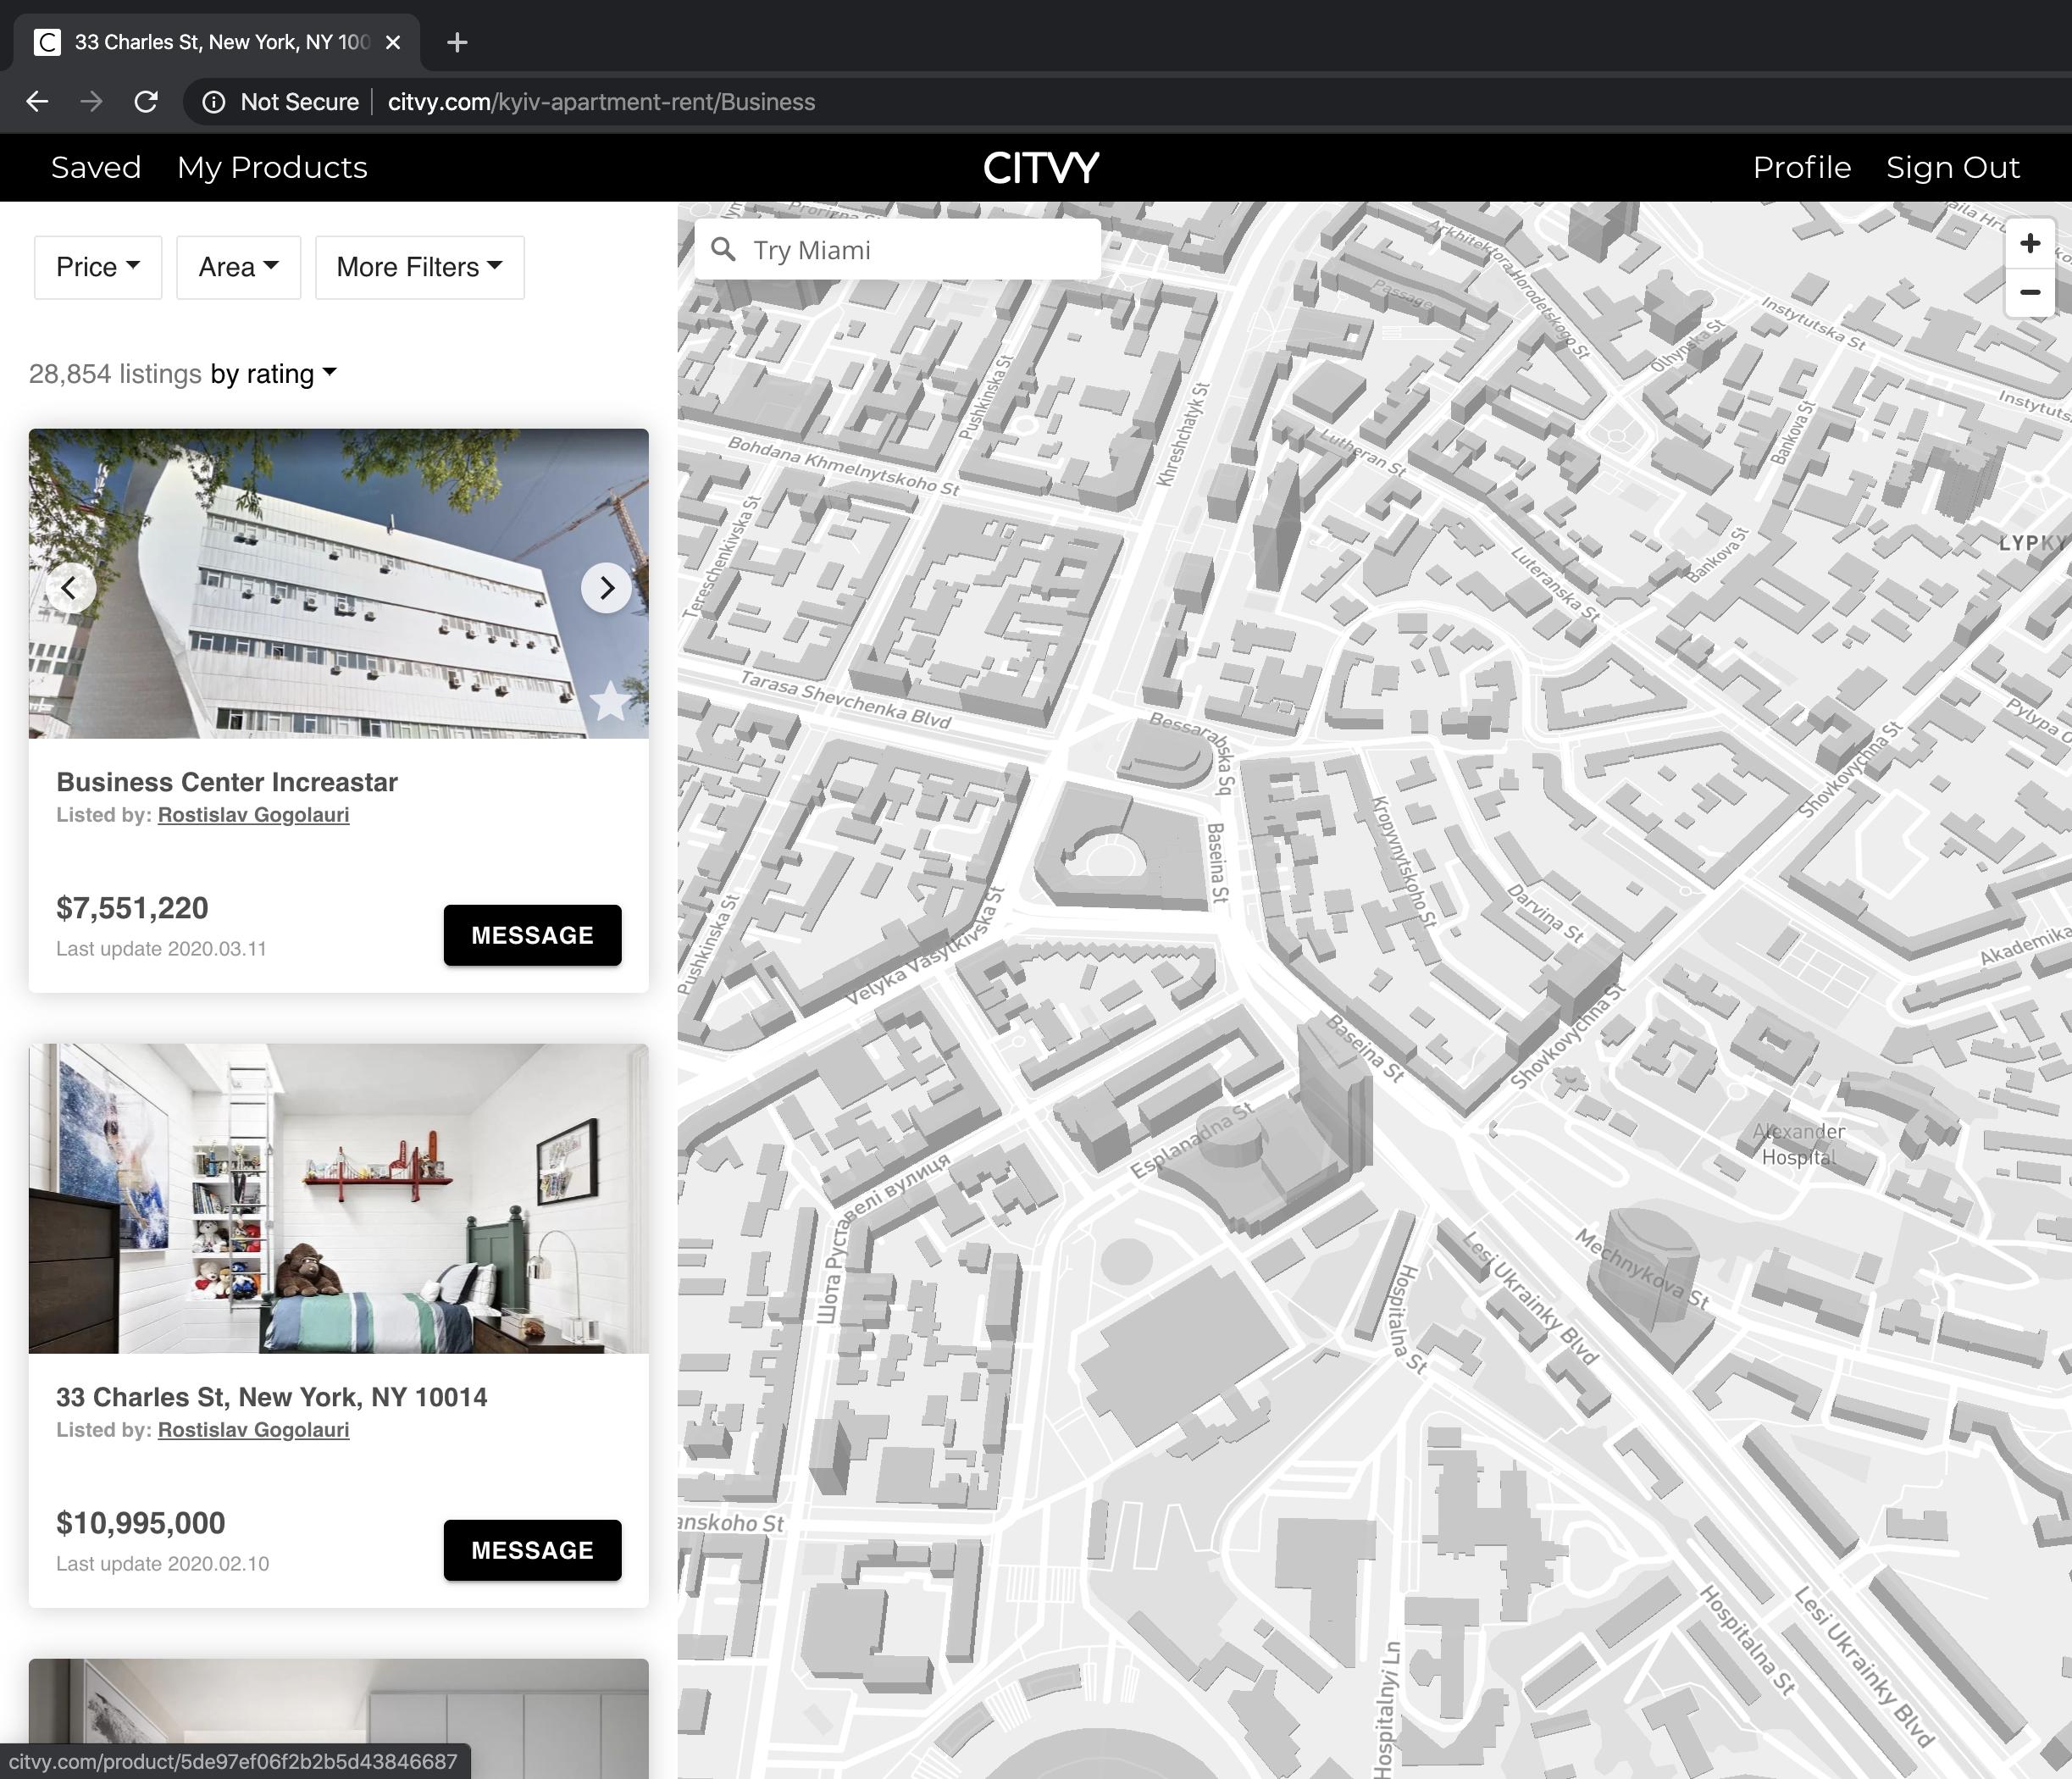 33 Charles St, New York, NY 100
Not Secure
citvy.com/kyiv-apartment-rent/Business
Saved
My Products
CITVY
Profile
Sign Out
Price
Area
More Filters
28,854 listings by rating
Business Center Increastar
Listed by: Rostislav Gogolauri
$7,551,220
Last update 2020.03.11
MESSAGE
33 Charles St, New York, NY 10014
Listed by: Rostislav Gogolauri
$10,995,000
Last update 2020.02.10
MESSAGE
citvy.com/product/5de97ef06f2b2b5d43846687
Try Miami
Prorizna St
Arkhitektora Horodetskogo St
Passage
Olhynska St
Instytutska St
Instytuts
Pushkinska St
Khreshchatyk St
Lutheran St
Bankova St
Bohdana Khmelnytskoho St
Tereschenkivska St
LYPKY
Bankova St
Luteranska St
Tarasa Shevchenka Blvd
Bessarabska Sq
Shovkovychna St
Pylypa O
Baseina St
Kropyvnytskoho St
Darvina St
Pushkinska St
Velyka Vasylkivska St
Akademika
Baseina St
Shovkovychna St
Esplanadna St
Alexander
Hospital
Шота Руставелі вулиця
Hospitalna St
Lesi Ukrainky Blvd
Mechnykova St
anskoho St
Hospitalnyi Ln
Hospitalna St
Lesi Ukrainky Blvd